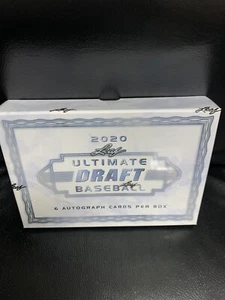 2020
Leaf
ULTIMATE
DRAFT
BASEBALL
6 AUTOGRAPH CARDS PER BOX